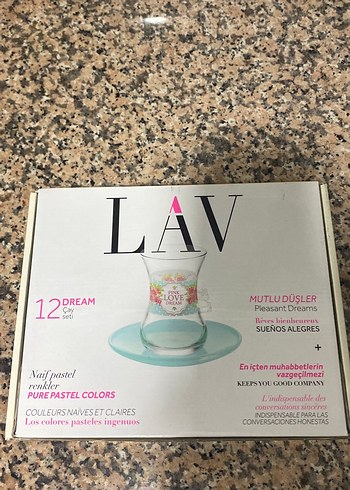 LAV
PINK
LOVE
DREAM
12 DREAM
Çay
seti
MUTLU DÜŞLER
Pleasant Dreams
Rêves bienheureux
SUEÑOS ALEGRES
+
En içten muhabbetlerin
vazgeçilmezi
KEEPS YOU GOOD COMPANY
L'indispensable des
conversations sincères
INDISPENSABLE PARA LAS
CONVERSACIONES HONESTAS
Naif pastel
renkler
PURE PASTEL COLORS
COULEURS NAÏVES ET CLAIRES
Los colores pasteles ingenuos